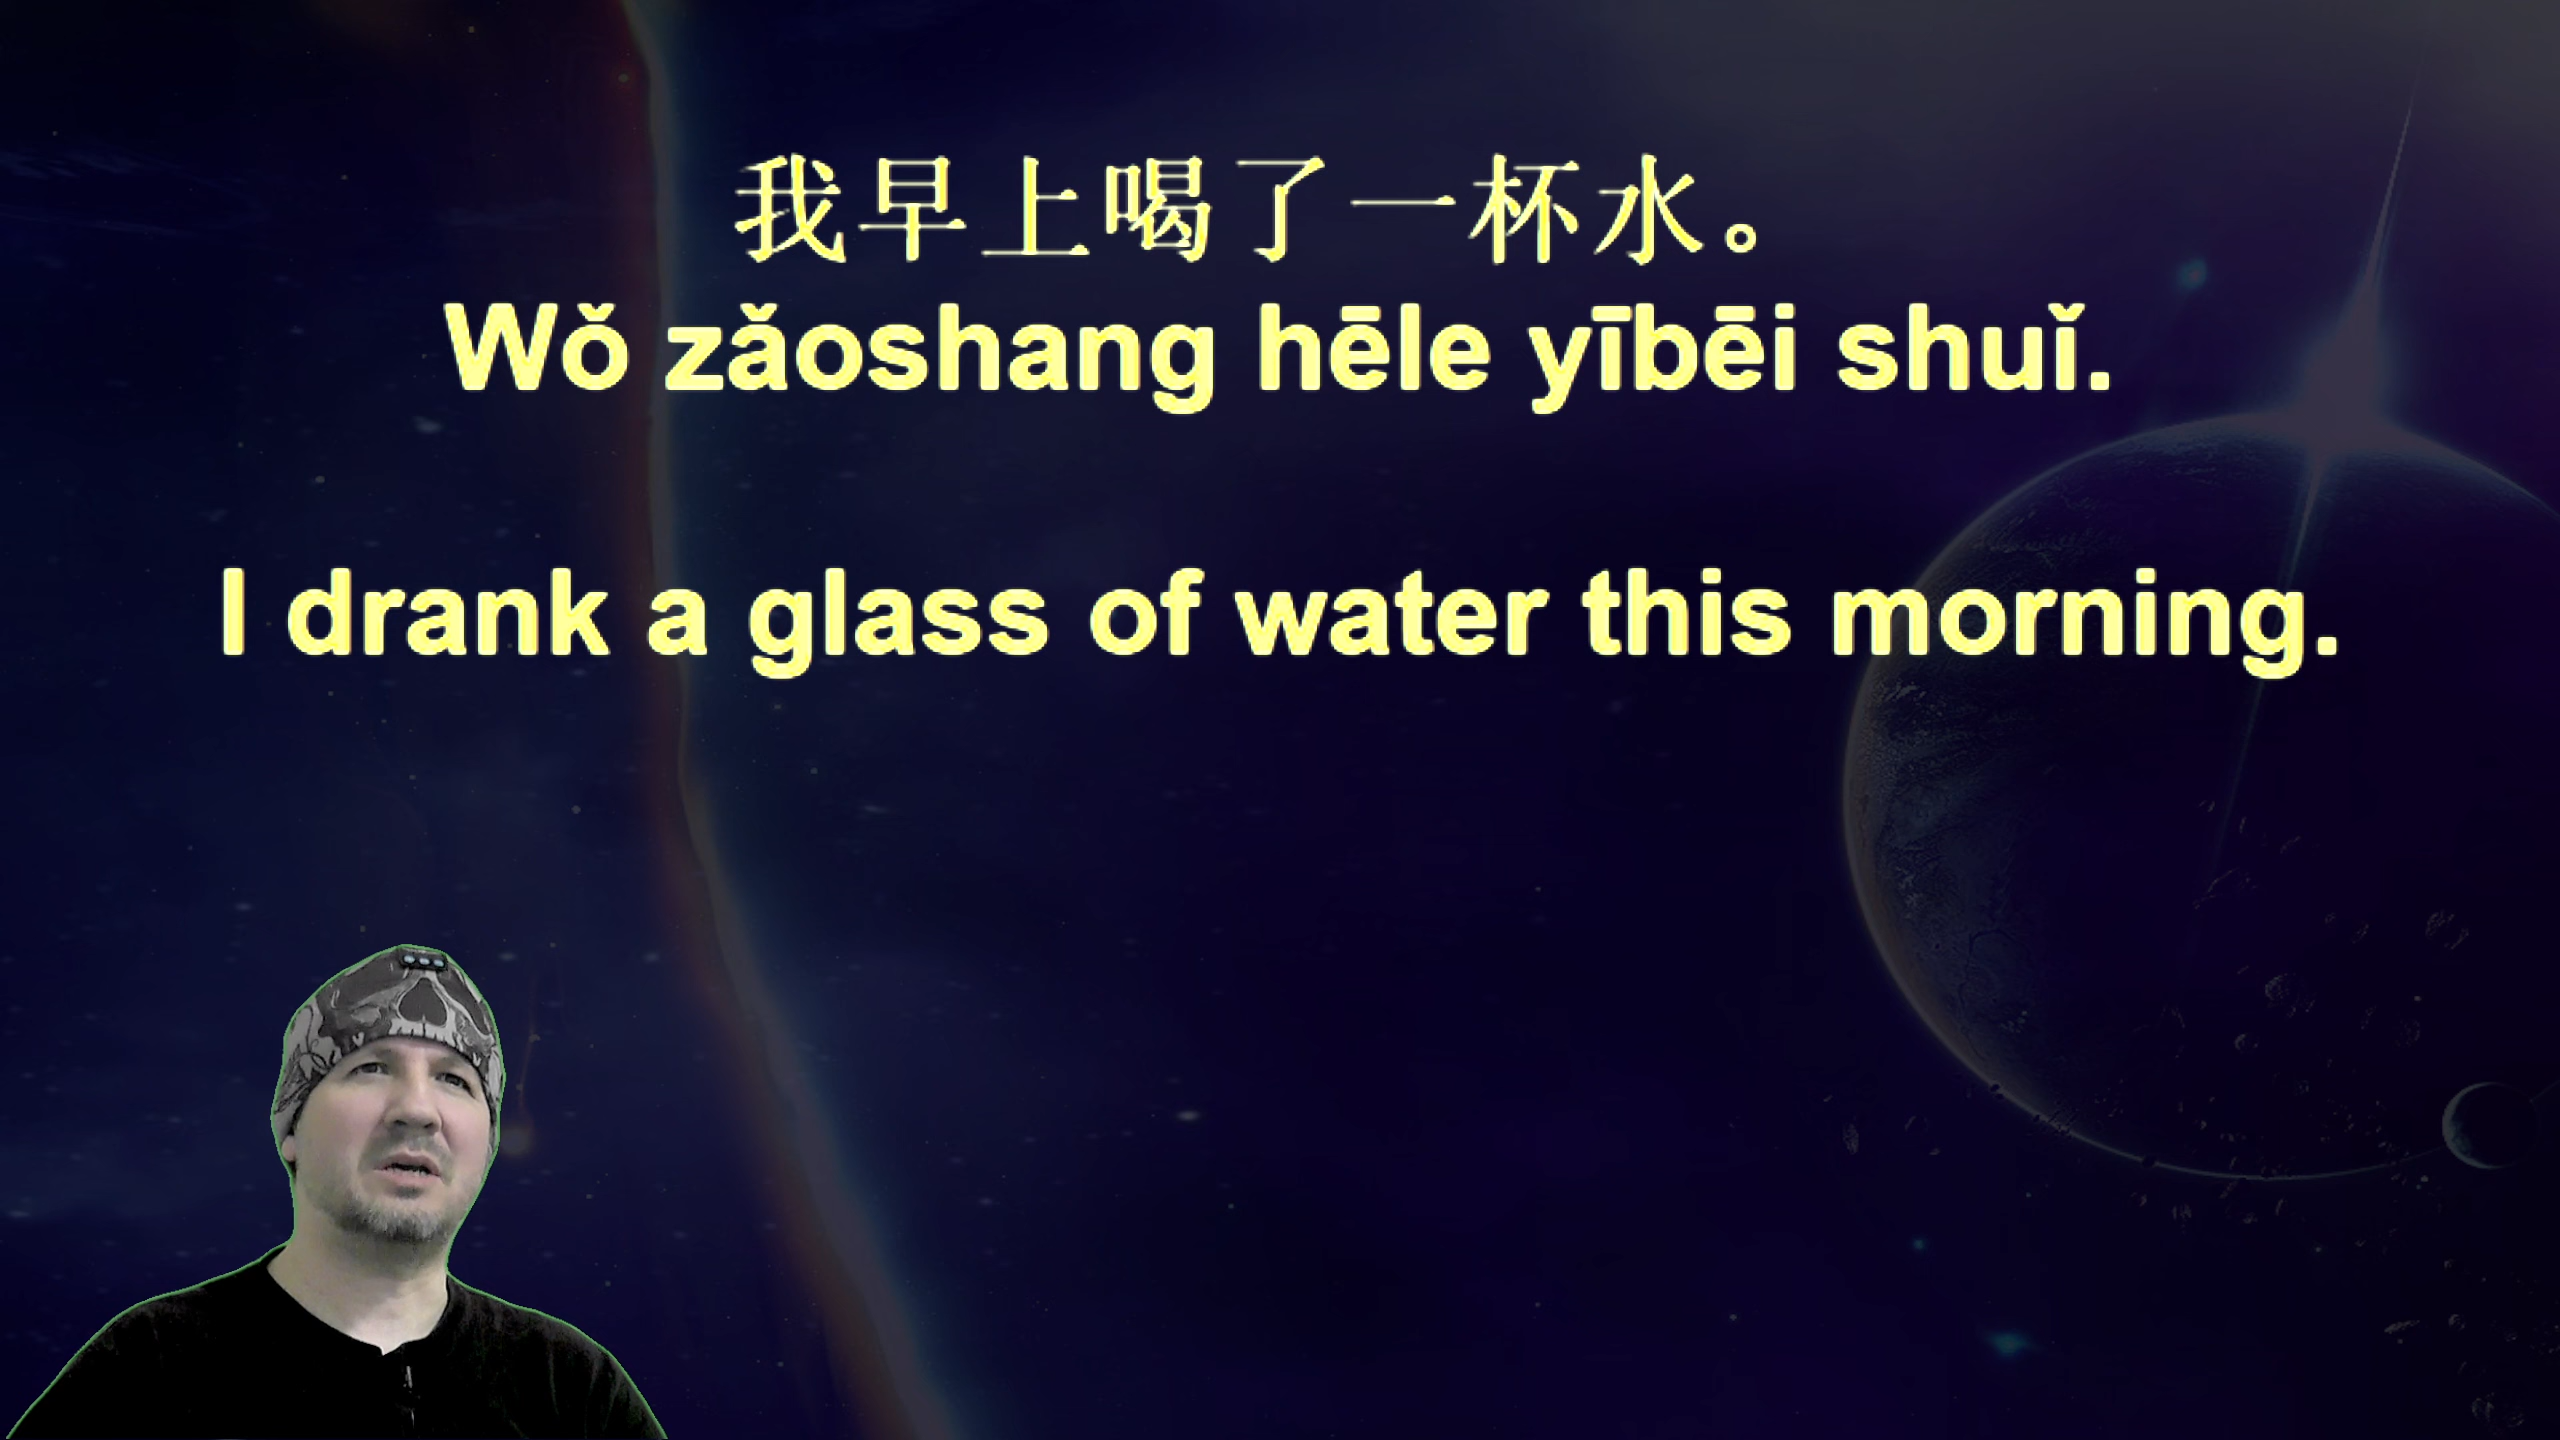 我早上喝了一杯水。
Wǒ zǎoshang hēle yībēi shuǐ.
I drank a glass of water this morning.